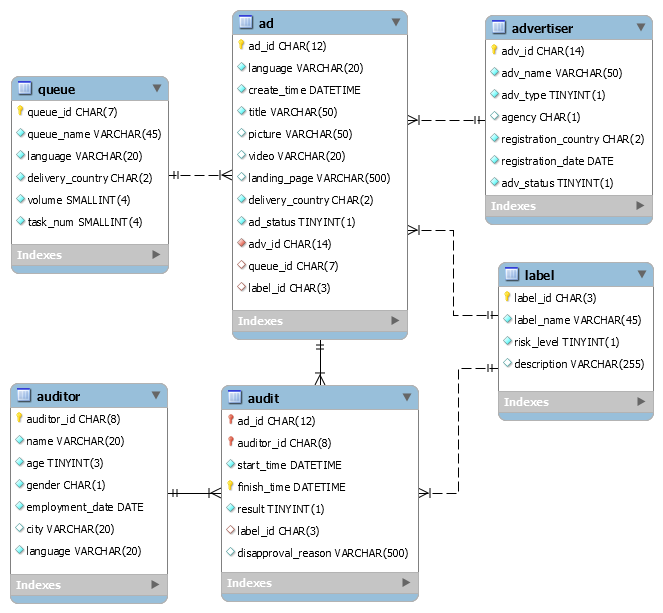 queue
queue_id CHAR(7)
queue_name VARCHAR(45)
language VARCHAR(20)
delivery_country CHAR(2)
volume SMALLINT(4)
task_num SMALLINT(4)
Indexes
ad
ad_id CHAR(12)
language VARCHAR(20)
create_time DATETIME
title VARCHAR(50)
picture VARCHAR(50)
video VARCHAR(20)
landing_page VARCHAR(500)
delivery_country CHAR(2)
ad_status TINYINT(1)
adv_id CHAR(14)
queue_id CHAR(7)
label_id CHAR(3)
Indexes
advertiser
adv_id CHAR(14)
adv_name VARCHAR(50)
adv_type TINYINT(1)
agency CHAR(1)
registration_country CHAR(2)
registration_date DATE
adv_status TINYINT(1)
Indexes
label
label_id CHAR(3)
label_name VARCHAR(45)
risk_level TINYINT(1)
description VARCHAR(255)
Indexes
auditor
auditor_id CHAR(8)
name VARCHAR(20)
age TINYINT(3)
gender CHAR(1)
employment_date DATE
city VARCHAR(20)
language VARCHAR(20)
Indexes
audit
ad_id CHAR(12)
auditor_id CHAR(8)
start_time DATETIME
finish_time DATETIME
result TINYINT(1)
label_id CHAR(3)
disapproval_reason VARCHAR(500)
Indexes